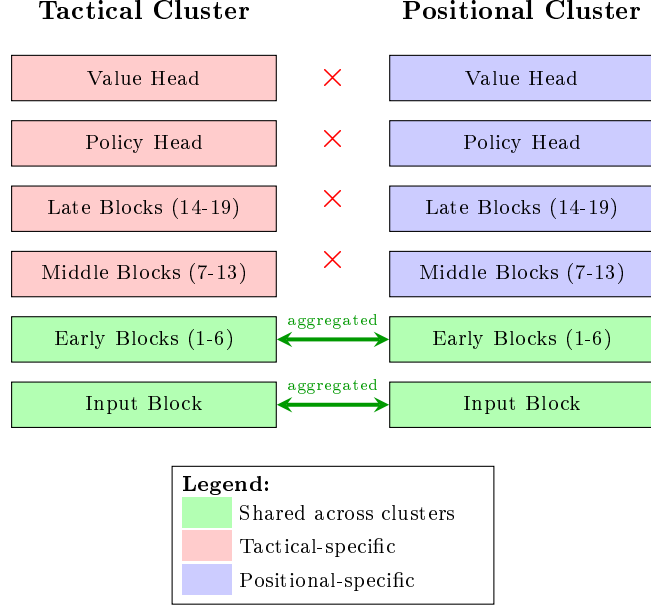 Tactical Cluster Positional Cluster
Value Head × Value Head
Policy Head × Policy Head
Late Blocks (14-19) × Late Blocks (14-19)
Middle Blocks (7-13) × Middle Blocks (7-13)
aggregated
Early Blocks (1-6) Early Blocks (1-6)
aggregated
Input Block Input Block
Legend:
Shared across clusters
Tactical-specific
Positional-specific